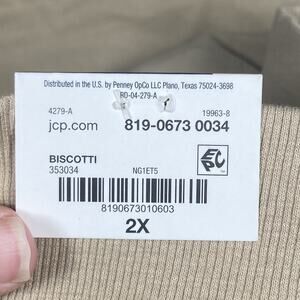 Distributed in the U.S. by Penney OpCo LLC Plano, Texas 75024-3698
RD-04-279-A
4279-A 19963-8
jcp.com 819-0673 0034
BISCOTTI
353034 NG1ET5
8190673010603
2X